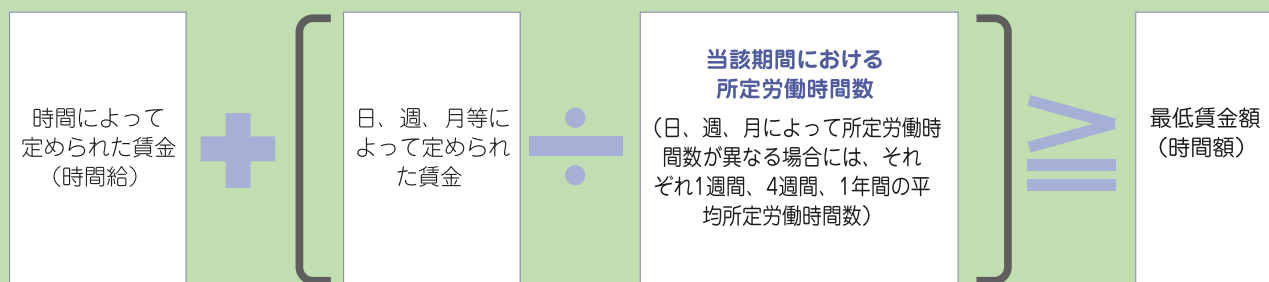 時間によって
定められた賃金
（時間給）
＋
日、週、月等に
よって定められ
た賃金
÷
当該期間における
所定労働時間数
（日、週、月によって所定労働時
間数が異なる場合には、それ
ぞれ1週間、4週間、1年間の平
均所定労働時間数）
≧
最低賃金額
（時間額）